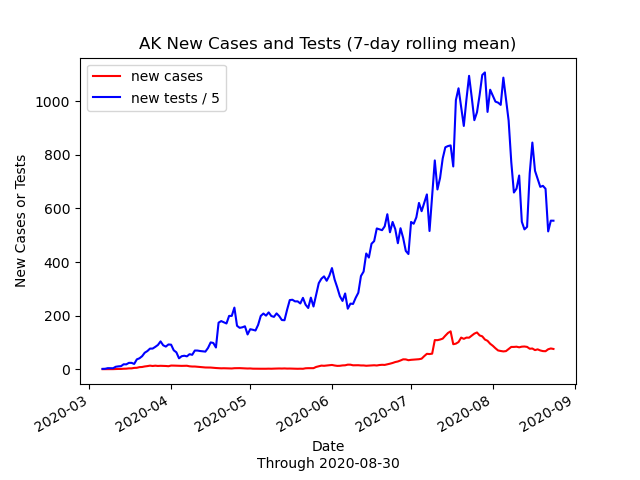 AK New Cases and Tests (7-day rolling mean)
new cases
new tests / 5
New Cases or Tests
1000
800
600
400
200
0
2020-03
2020-04
2020-05
2020-06
2020-07
2020-08
2020-09
Date
Through 2020-08-30